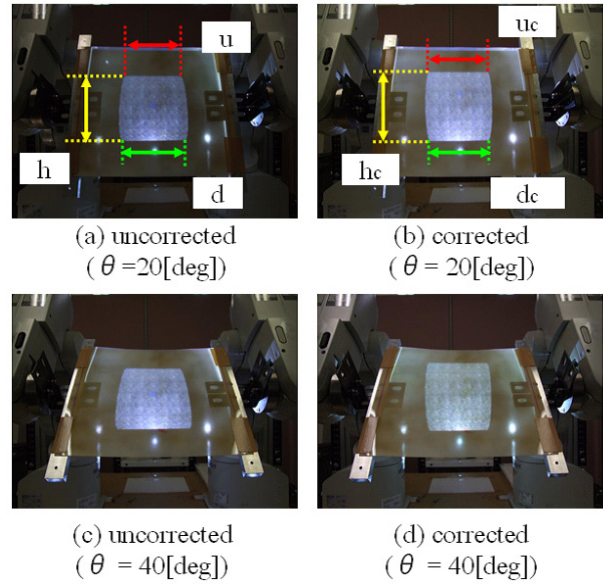 u
h
d
uc
hc
dc
(a) uncorrected
( θ =20[deg])
(b) corrected
( θ = 20[deg])
(c) uncorrected
( θ = 40[deg])
(d) corrected
( θ = 40[deg])